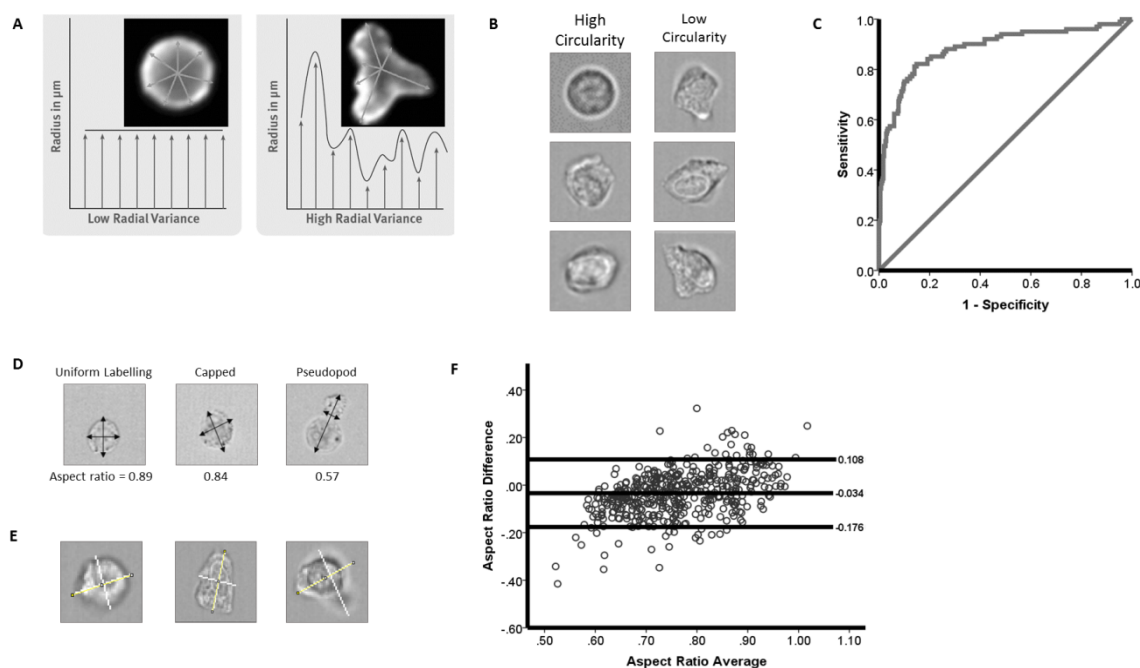 A
Radius in µm
Low Radial Variance
Radius in µm
High Radial Variance
B
High
Circularity
Low
Circularity
C
Sensitivity
1.0
0.8
0.6
0.4
0.2
0.0
0.0 0.2 0.4 0.6 0.8 1.0
1 - Specificity
D
Uniform Labelling Capped Pseudopod
Aspect ratio = 0.89 0.84 0.57
E
F
Aspect Ratio Difference
.40
.20
.00
-.20
-.40
-.60
0.108
-0.034
-0.176
.50 .60 .70 .80 .90 1.00 1.10
Aspect Ratio Average